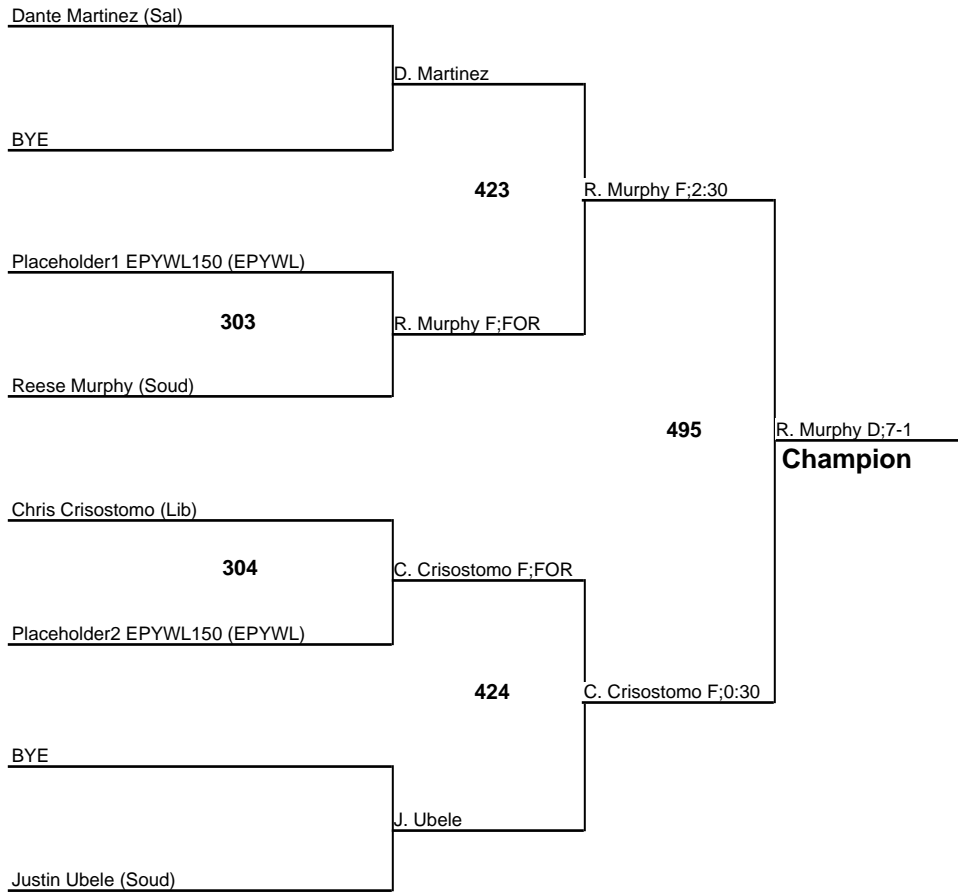 Dante Martinez (Sal)
D. Martinez
BYE
423
R. Murphy F;2:30
Placeholder1 EPYWL150 (EPYWL)
303
R. Murphy F;FOR
Reese Murphy (Soud)
495
R. Murphy D;7-1
Champion
Chris Crisostomo (Lib)
304
C. Crisostomo F;FOR
Placeholder2 EPYWL150 (EPYWL)
424
C. Crisostomo F;0:30
BYE
J. Ubele
Justin Ubele (Soud)